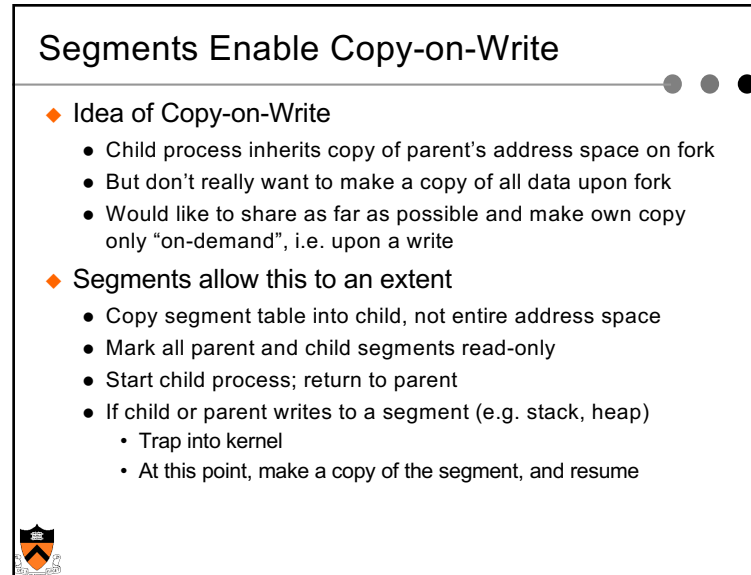 Segments Enable Copy-on-Write
◆ Idea of Copy-on-Write
● Child process inherits copy of parent's address space on fork
● But don't really want to make a copy of all data upon fork
● Would like to share as far as possible and make own copy
only “on-demand”, i.e. upon a write
◆ Segments allow this to an extent
● Copy segment table into child, not entire address space
● Mark all parent and child segments read-only
● Start child process; return to parent
● If child or parent writes to a segment (e.g. stack, heap)
• Trap into kernel
• At this point, make a copy of the segment, and resume